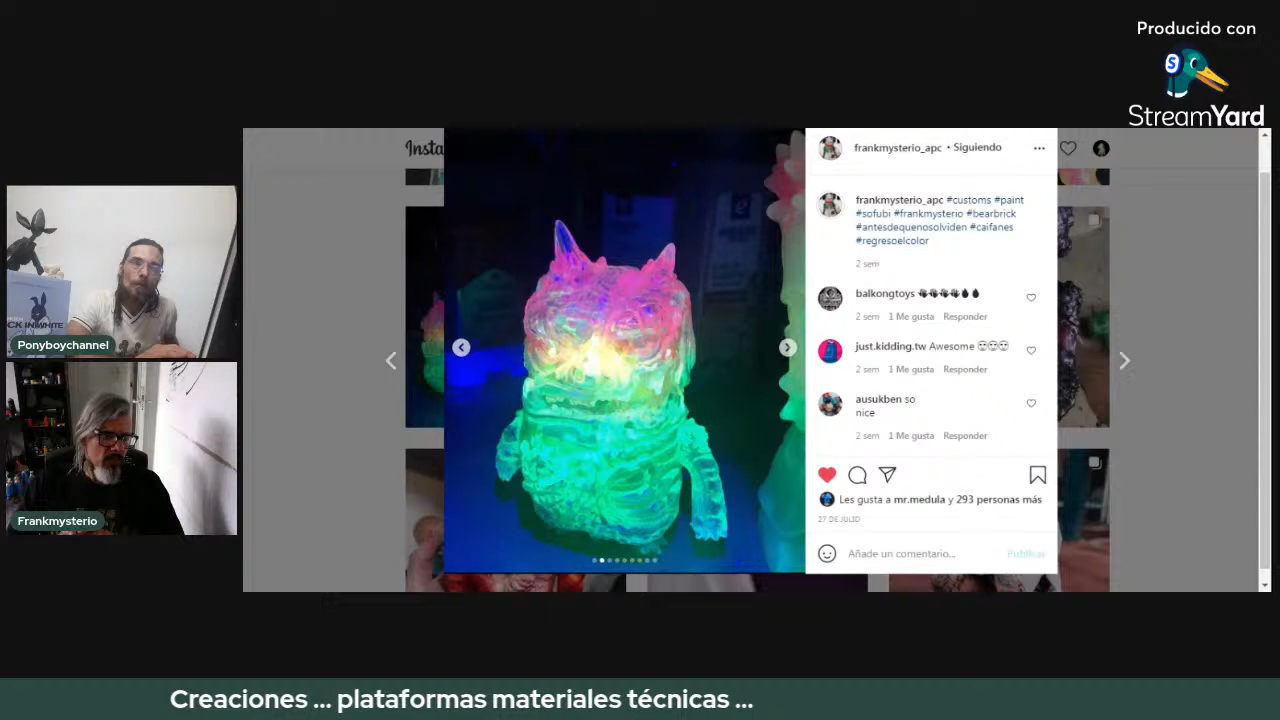 Producido con
StreamYard
Insta
frankmysterio_apc • Siguiendo
frankmysterio_apc #customs #paint
#sofubi #frankmysterio #bearbrick
#antesdequenosolviden #caifanes
#regresoelcolor
2 sem
balkongtoys
2 sem 1 Me gusta Responder
just.kidding.tw Awesome
2 sem 1 Me gusta Responder
ausukben so
nice
2 sem 1 Me gusta Responder
Les gusta a mr.medula y 293 personas más
27 DE JULIO
Añade un comentario...
Publicar
CK INWHITE
Ponyboychannel
Frankmysterio
Creaciones ... plataformas materiales técnicas ...